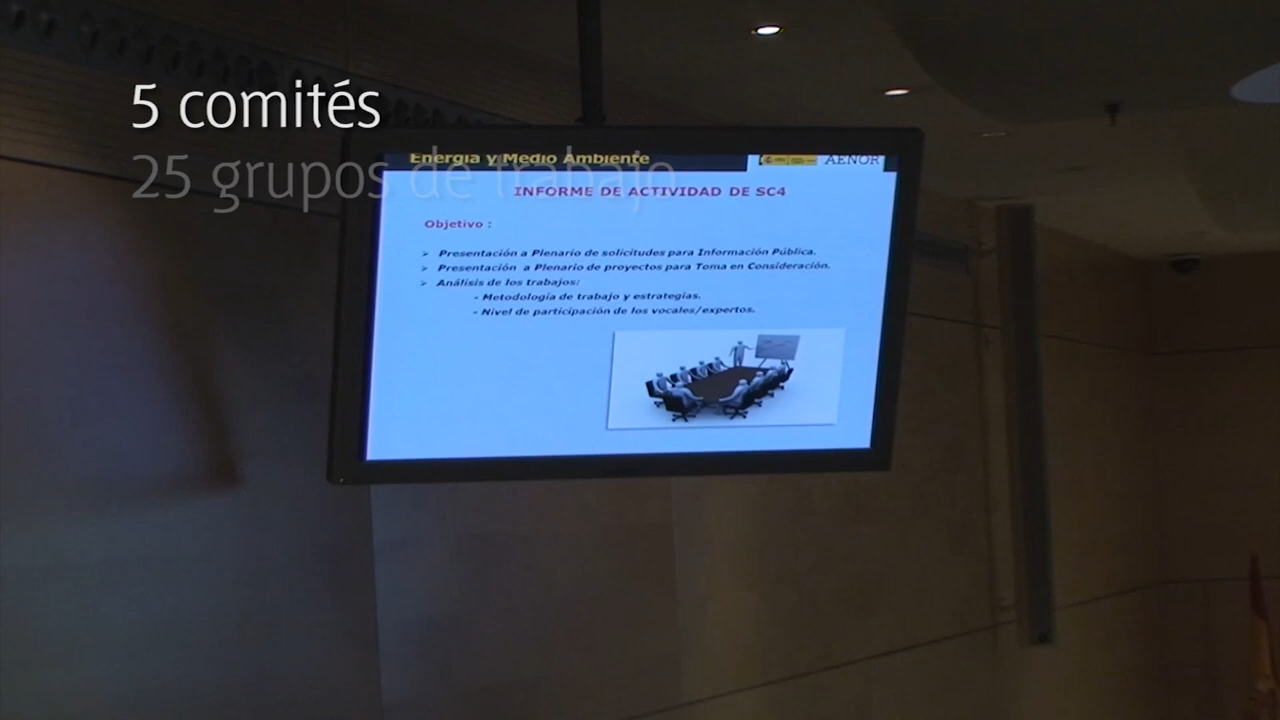 5 comités
25 grupos de trabajo
Energía y Medio Ambiente
AENOR
INFORME DE ACTIVIDAD DE SC4
Objetivo :
➢ Presentación a Plenario de solicitudes para Información Pública.
➢ Presentación a Plenario de proyectos para Toma en Consideración.
➢ Análisis de los trabajos:
- Metodología de trabajo y estrategias.
- Nivel de participación de los vocales/expertos.